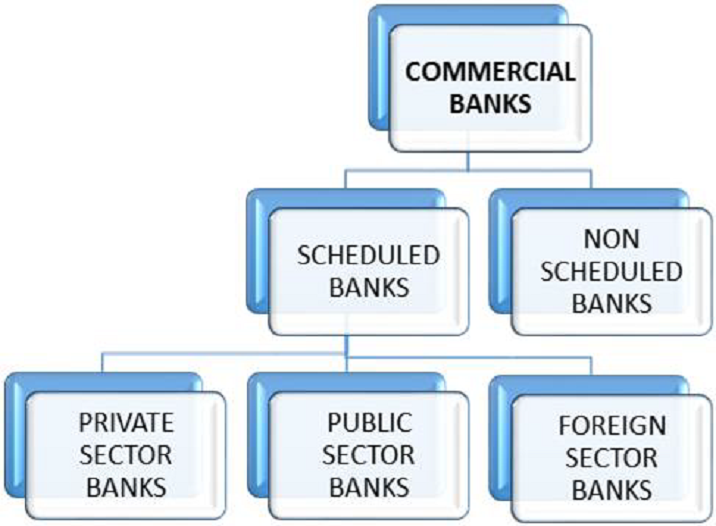 COMMERCIAL
BANKS
SCHEDULED
BANKS
NON
SCHEDULED
BANKS
PRIVATE
SECTOR
BANKS
PUBLIC
SECTOR
BANKS
FOREIGN
SECTOR
BANKS